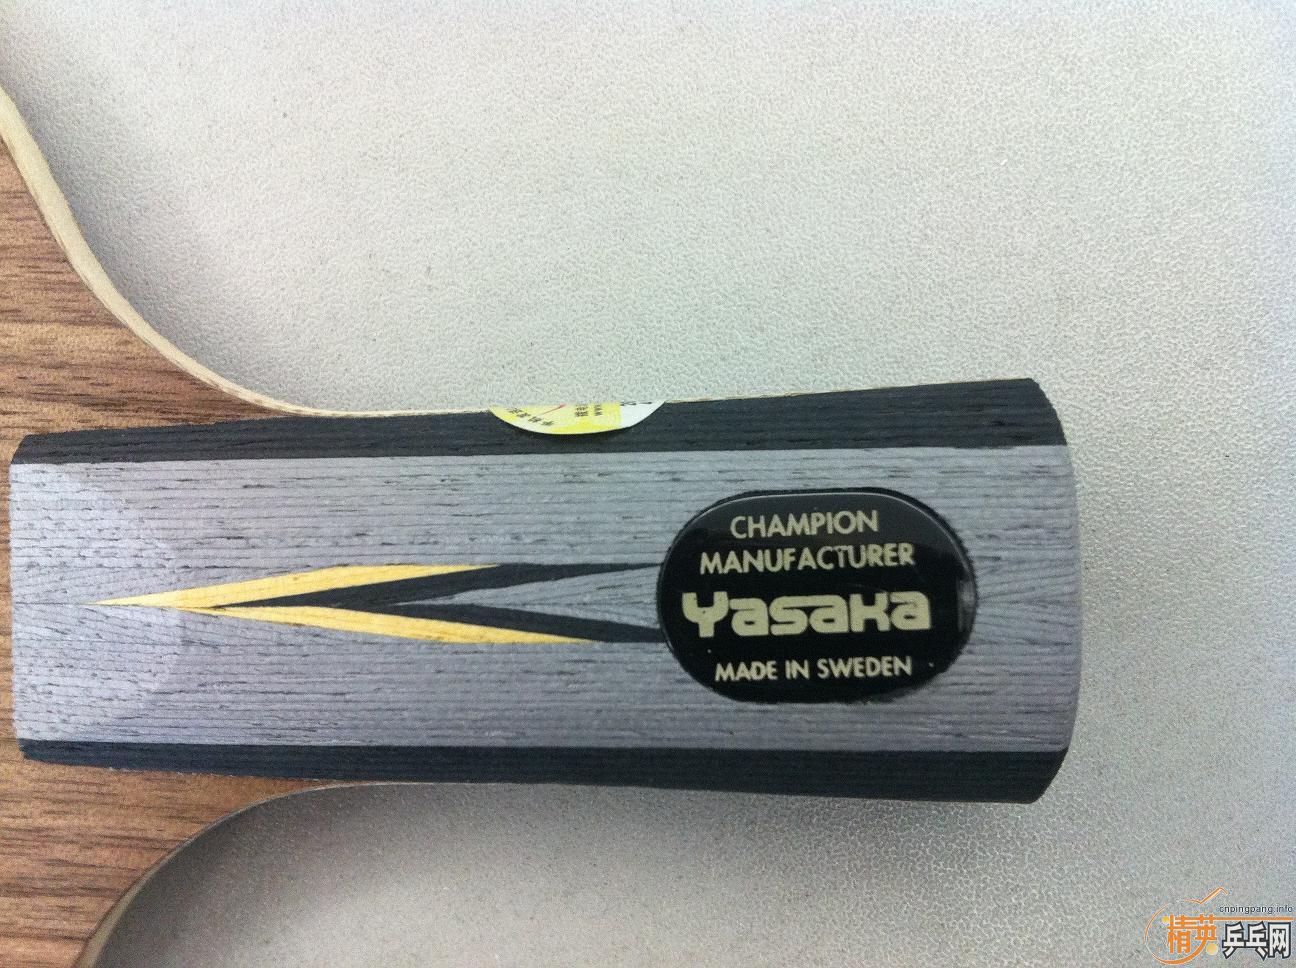 CHAMPION
MANUFACTURER
Yasaka
MADE IN SWEDEN
cnpingpang.info
精英乒乓网